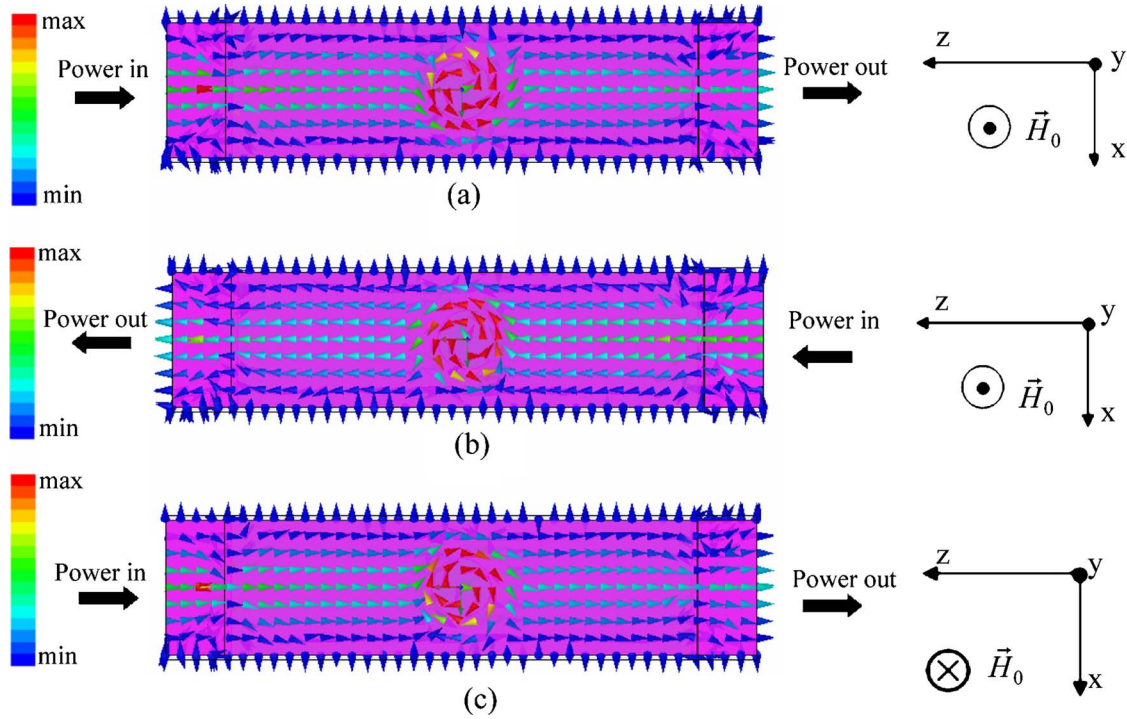 max
Power in
min
Power out
z
y
x
H⃗₀
(a)
max
Power out
min
Power in
z
y
x
H⃗₀
(b)
max
Power in
min
Power out
z
y
x
H⃗₀
(c)